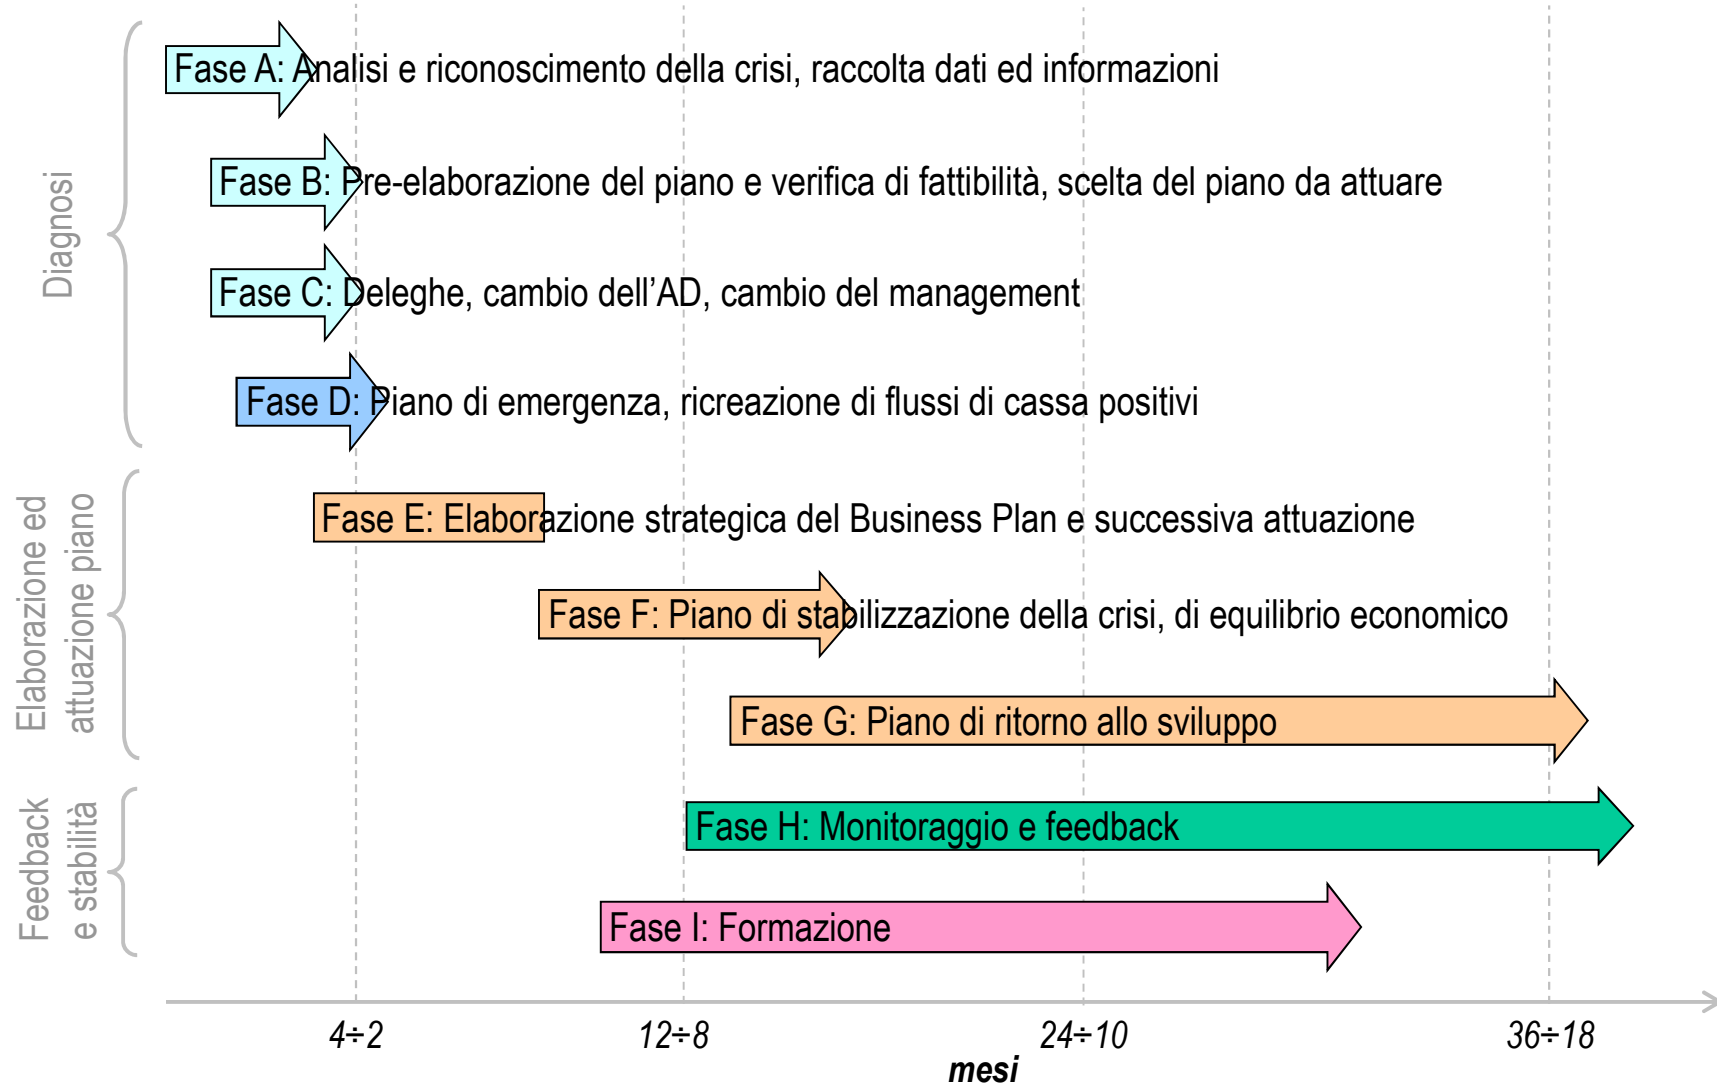 Diagnosi
Fase A: Analisi e riconoscimento della crisi, raccolta dati ed informazioni
Fase B: Pre-elaborazione del piano e verifica di fattibilità, scelta del piano da attuare
Fase C: Deleghe, cambio dell’AD, cambio del management
Fase D: Piano di emergenza, ricreazione di flussi di cassa positivi
Elaborazione ed
attuazione piano
Fase E: Elaborazione strategica del Business Plan e successiva attuazione
Fase F: Piano di stabilizzazione della crisi, di equilibrio economico
Fase G: Piano di ritorno allo sviluppo
Feedback
e stabilità
Fase H: Monitoraggio e feedback
Fase I: Formazione
4÷2 12÷8 24÷10 36÷18
mesi